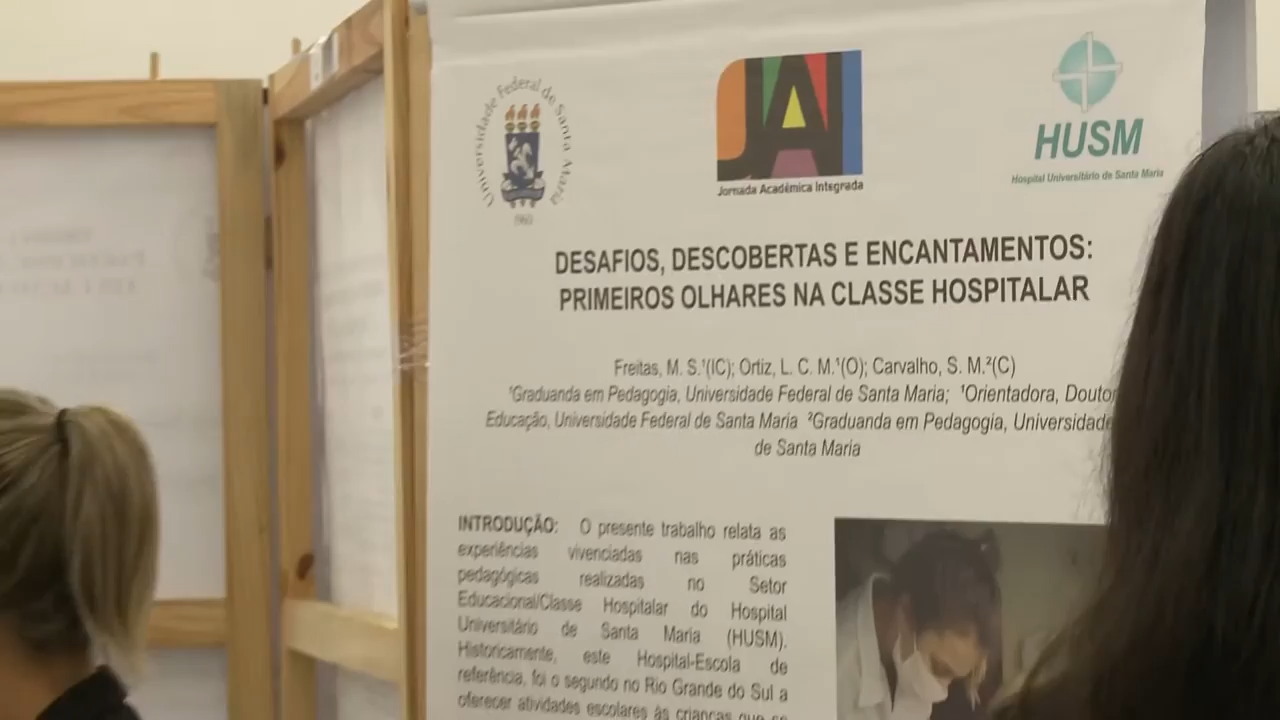 Universidade Federal de Santa Maria
1960
JAI
Jornada Acadêmica Integrada
HUSM
Hospital Universitário de Santa Maria
DESAFIOS, DESCOBERTAS E ENCANTAMENTOS:
PRIMEIROS OLHARES NA CLASSE HOSPITALAR
Freitas, M. S.¹(IC); Ortiz, L. C. M.¹(O); Carvalho, S. M.²(C)
¹Graduanda em Pedagogia, Universidade Federal de Santa Maria; ¹Orientadora, Douto
Educação, Universidade Federal de Santa Maria ²Graduanda em Pedagogia, Universidade
de Santa Maria
INTRODUÇÃO: O presente trabalho relata as
experiências vivenciadas nas práticas
pedagógicas realizadas no Setor
Educacional/Classe Hospitalar do Hospital
Universitário de Santa Maria (HUSM).
Historicamente, este Hospital-Escola de
referência, foi o segundo no Rio Grande do Sul a
oferecer atividades escolares às crianças que se